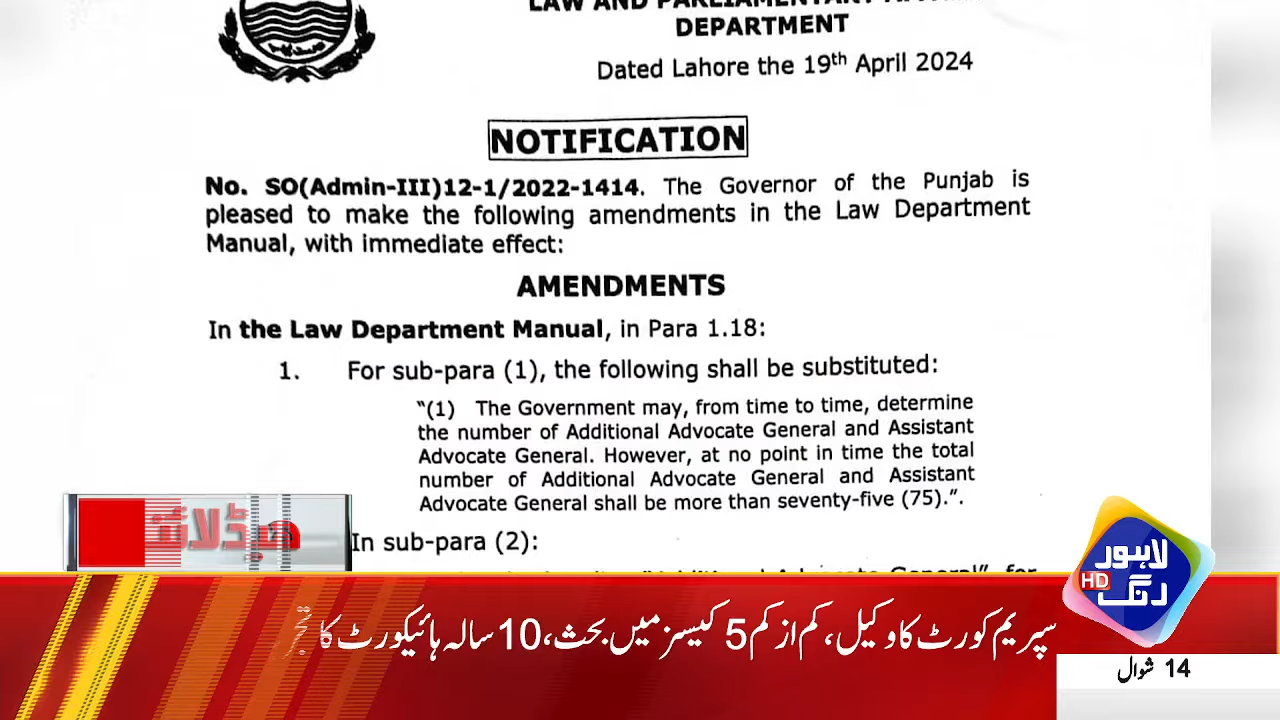 LAW AND PARLIAMENTARY
DEPARTMENT
Dated Lahore the 19th April 2024
NOTIFICATION
No. SO(Admin-III)12-1/2022-1414. The Governor of the Punjab is
pleased to make the following amendments in the Law Department
Manual, with immediate effect:
AMENDMENTS
In the Law Department Manual, in Para 1.18:
1. For sub-para (1), the following shall be substituted:
"(1) The Government may, from time to time, determine
the number of Additional Advocate General and Assistant
Advocate General. However, at no point in time the total
number of Additional Advocate General and Assistant
Advocate General shall be more than seventy-five (75).".
In sub-para (2):
ہیڈلائنز
لاہور
رنگ HD
سپریم کورٹ کا وکیل، کم از کم 5 کیسز میں بحث، 10 سالہ ہائیکورٹ کا
14 شوال